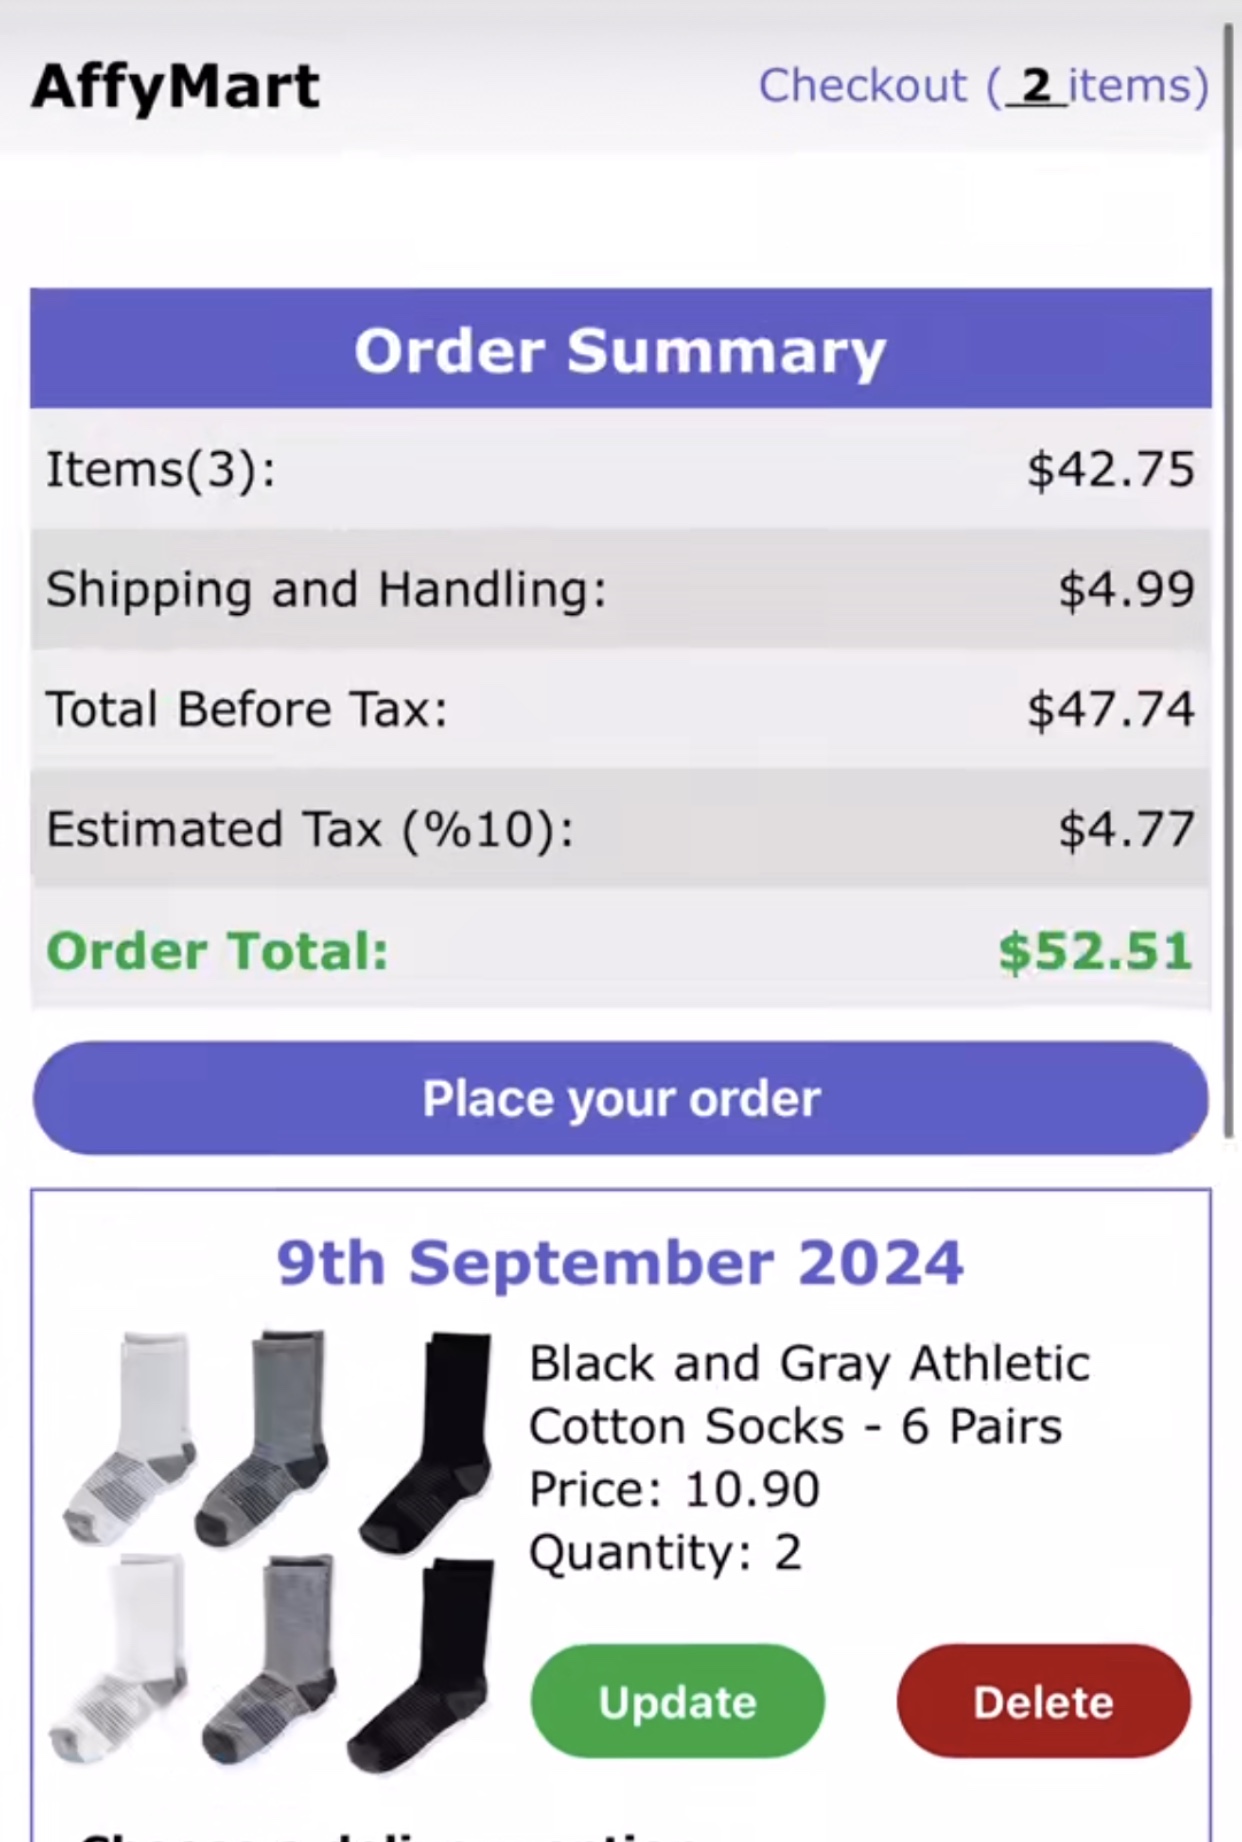 AffyMart
Checkout ( 2 items)
Order Summary
Items(3): $42.75
Shipping and Handling: $4.99
Total Before Tax: $47.74
Estimated Tax (%10): $4.77
Order Total: $52.51
Place your order
9th September 2024
Black and Gray Athletic
Cotton Socks - 6 Pairs
Price: 10.90
Quantity: 2
Update Delete